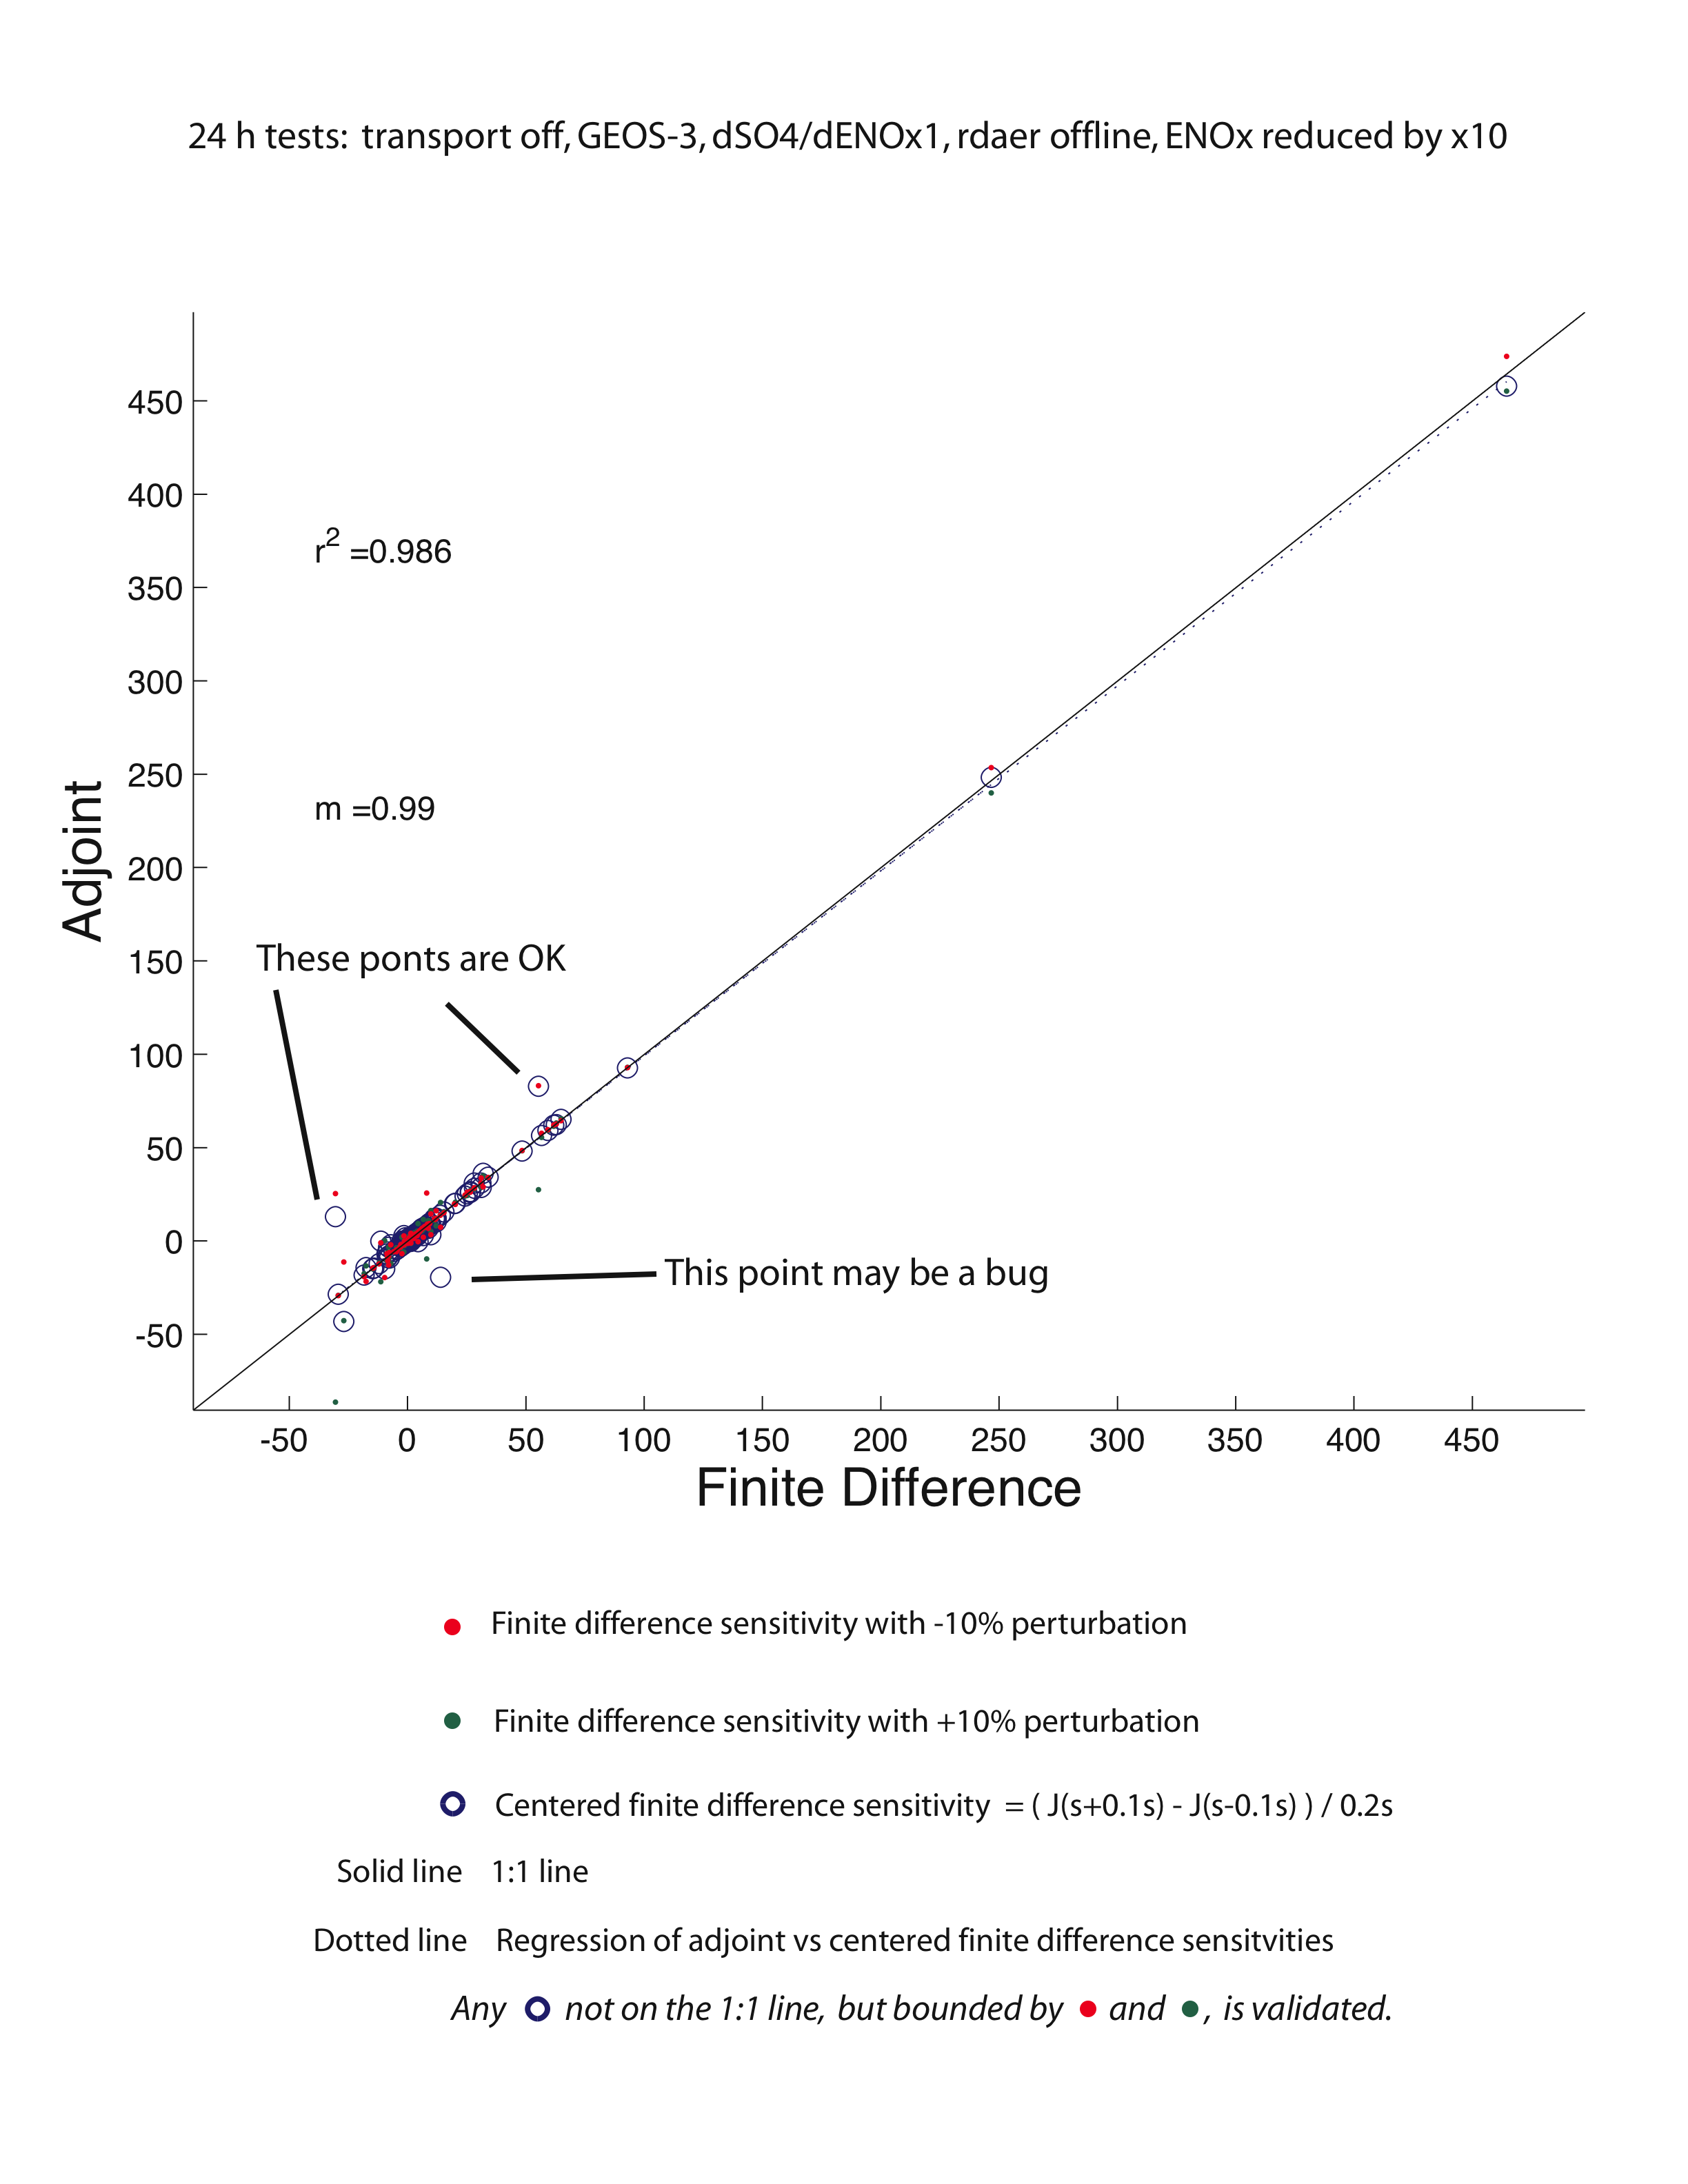 24 h tests: transport off, GEOS-3, dSO4/dENOx1, rdaer offline, ENOx reduced by x10
450
400
r2 =0.986
350
300
250
m =0.99
200
Adjoint
150
These ponts are OK
100
50
0
This point may be a bug
-50
-50 0 50 100 150 200 250 300 350 400 450
Finite Difference
Finite difference sensitivity with -10% perturbation
Finite difference sensitivity with +10% perturbation
Centered finite difference sensitivity = ( J(s+0.1s) - J(s-0.1s) ) / 0.2s
Solid line 1:1 line
Dotted line Regression of adjoint vs centered finite difference sensitvities
Any not on the 1:1 line, but bounded by and , is validated.